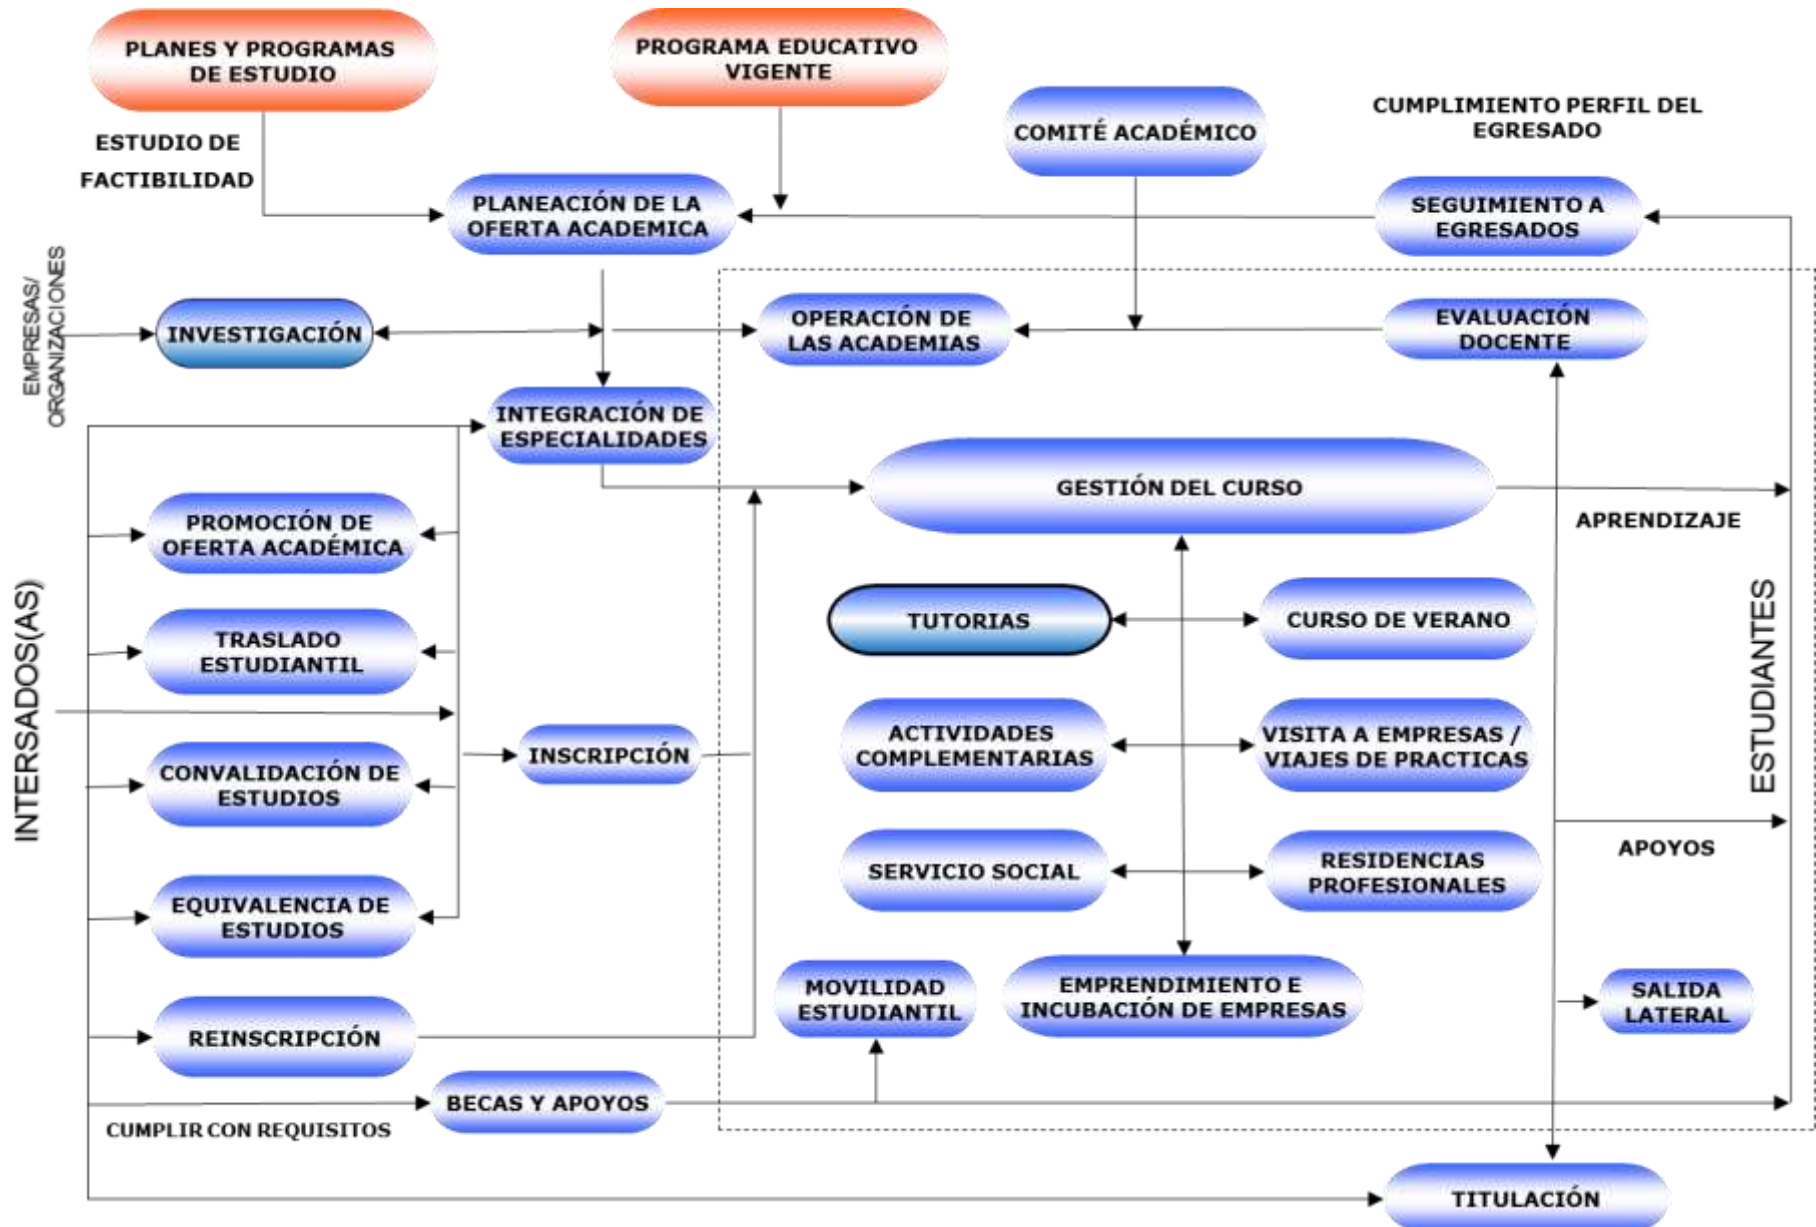 PLANES Y PROGRAMAS
DE ESTUDIO
PROGRAMA EDUCATIVO
VIGENTE
COMITÉ ACADÉMICO
CUMPLIMIENTO PERFIL DEL
EGRESADO
ESTUDIO DE
FACTIBILIDAD
PLANEACIÓN DE LA
OFERTA ACADEMICA
SEGUIMIENTO A
EGRESADOS
EMPRESAS/
ORGANIZACIONES
INVESTIGACIÓN
OPERACIÓN DE
LAS ACADEMIAS
EVALUACIÓN
DOCENTE
INTEGRACIÓN DE
ESPECIALIDADES
GESTIÓN DEL CURSO
APRENDIZAJE
PROMOCIÓN DE
OFERTA ACADÉMICA
TUTORIAS
CURSO DE VERANO
TRASLADO
ESTUDIANTIL
INTERSADOS(AS)
ESTUDIANTES
INSCRIPCIÓN
ACTIVIDADES
COMPLEMENTARIAS
VISITA A EMPRESAS /
VIAJES DE PRACTICAS
CONVALIDACIÓN DE
ESTUDIOS
APOYOS
SERVICIO SOCIAL
RESIDENCIAS
PROFESIONALES
EQUIVALENCIA DE
ESTUDIOS
MOVILIDAD
ESTUDIANTIL
EMPRENDIMIENTO E
INCUBACIÓN DE EMPRESAS
SALIDA
LATERAL
REINSCRIPCIÓN
BECAS Y APOYOS
CUMPLIR CON REQUISITOS
TITULACIÓN